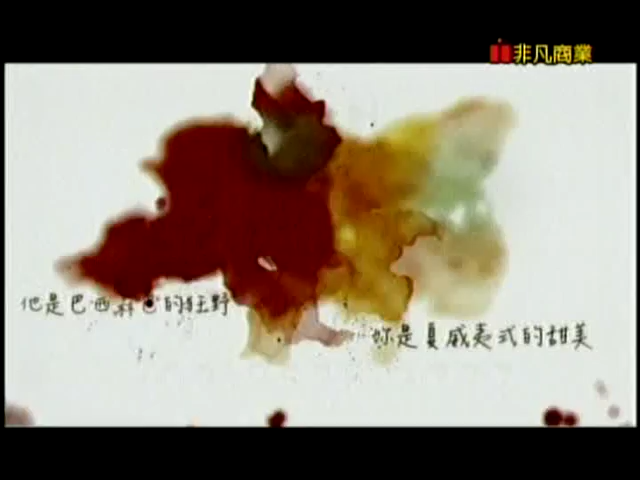 非凡商業
他是巴西森巴的狂野
妳是夏威夷式的甜美